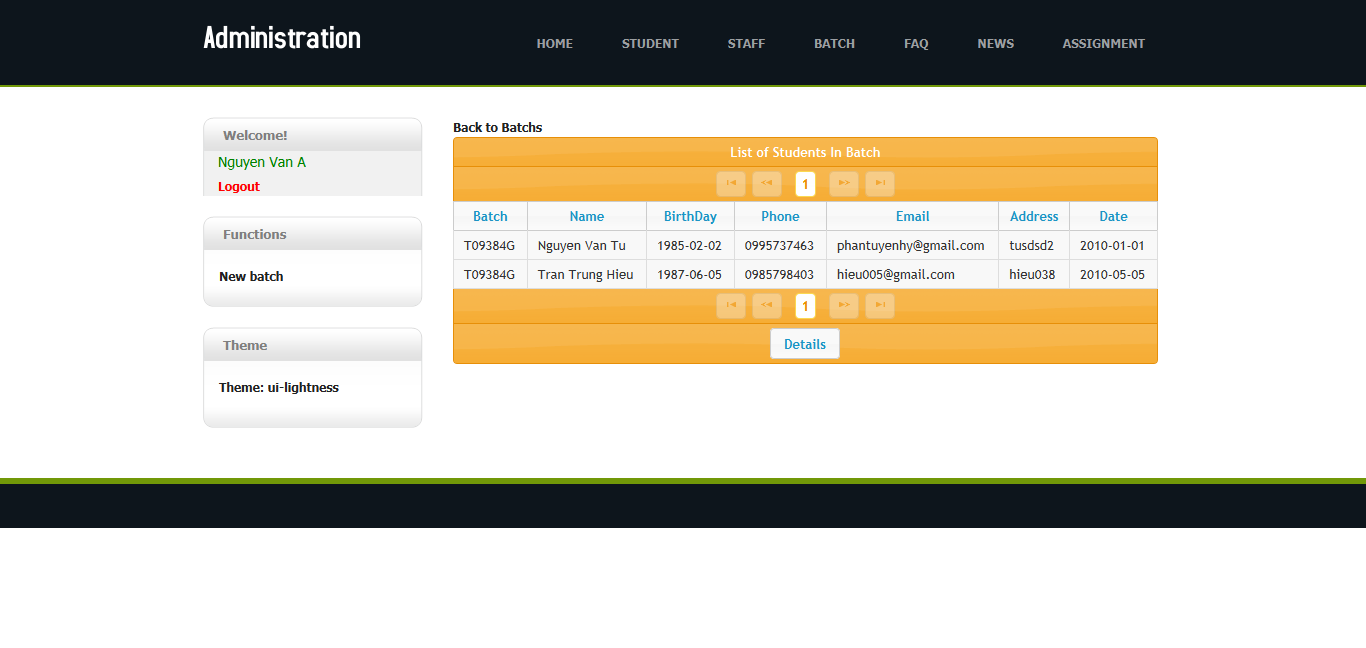 Administration
HOME STUDENT STAFF BATCH FAQ NEWS ASSIGNMENT
Welcome!
Nguyen Van A
Logout
Functions
New batch
Theme
Theme: ui-lightness
Back to Batchs
List of Students In Batch
1
Batch Name BirthDay Phone Email Address Date
T09384G Nguyen Van Tu 1985-02-02 0995737463 phantuyenhy@gmail.com tusdsd2 2010-01-01
T09384G Tran Trung Hieu 1987-06-05 0985798403 hieu005@gmail.com hieu038 2010-05-05
1
Details